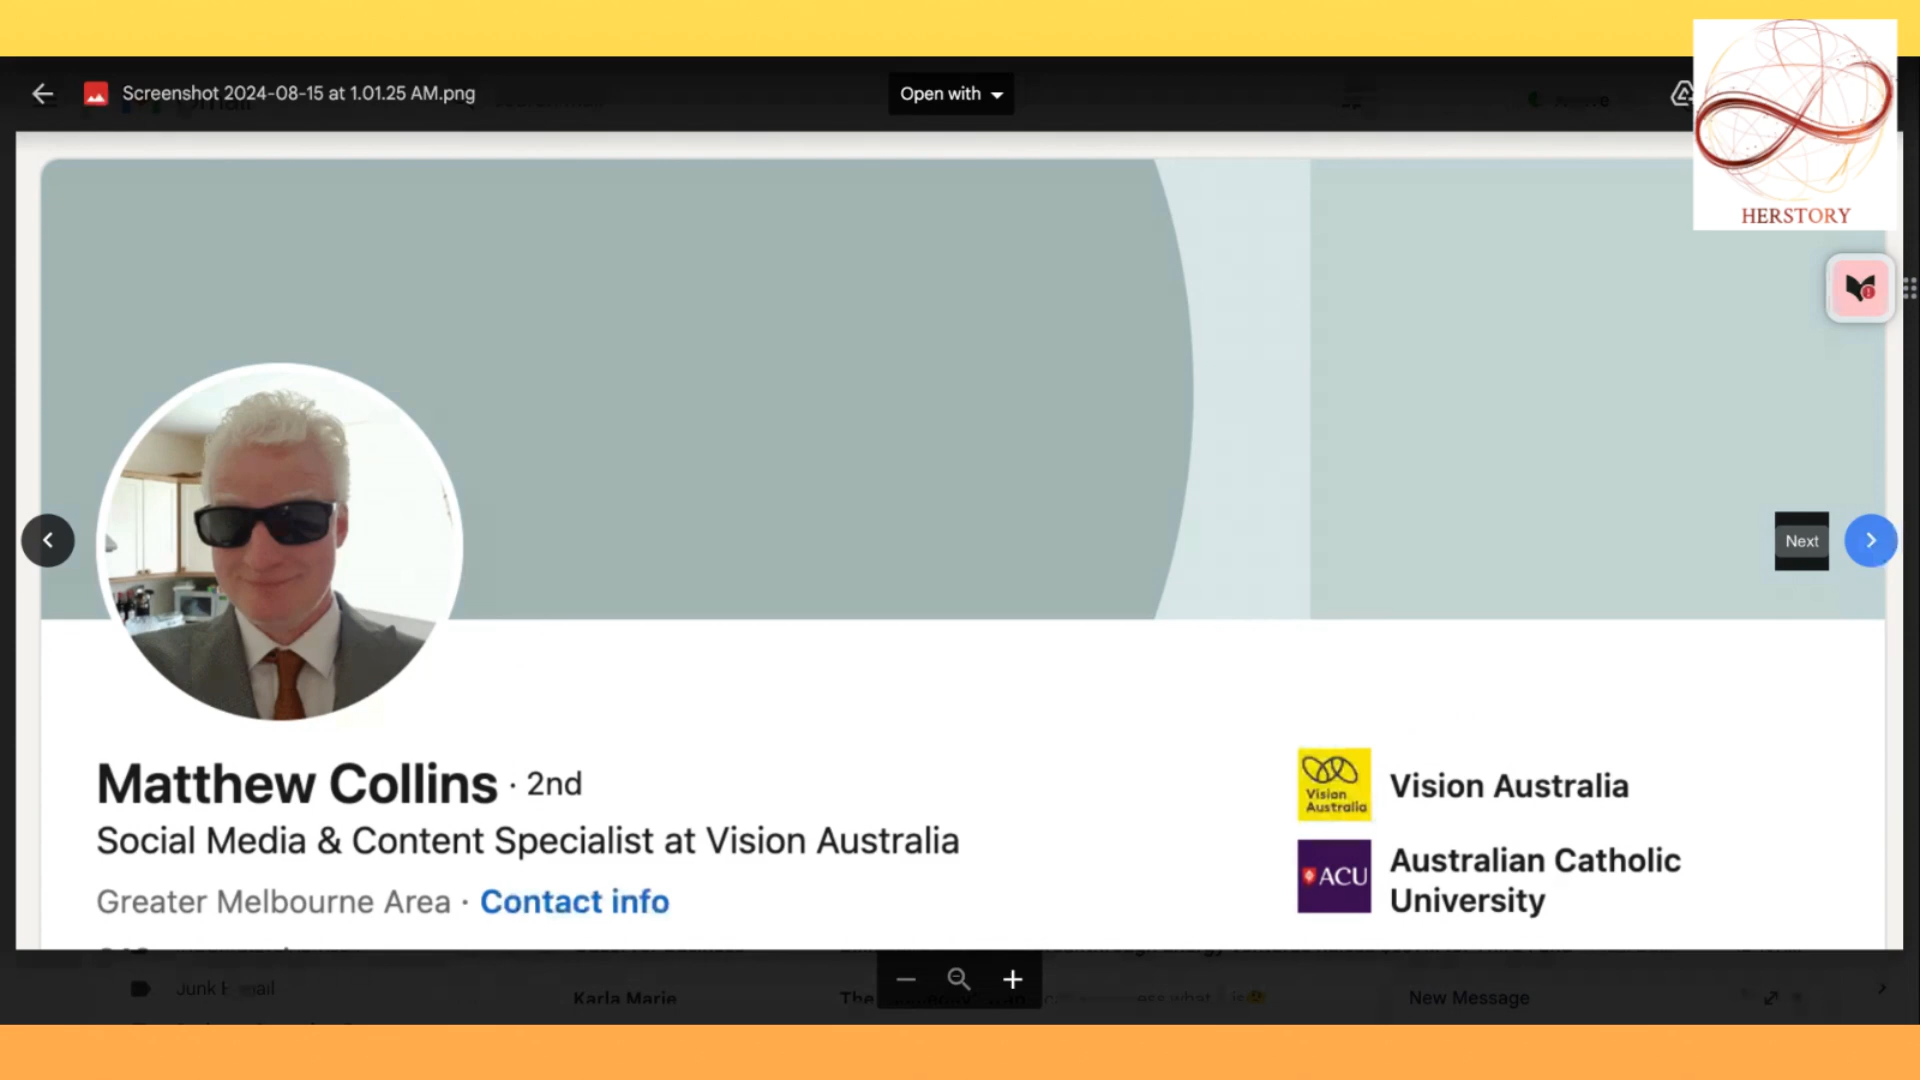 Screenshot 2024-08-15 at 1.01.25 AM.png
Open with
HERSTORY
Next
Matthew Collins · 2nd
Social Media & Content Specialist at Vision Australia
Greater Melbourne Area · Contact info
Vision
Australia
Vision Australia
ACU
Australian Catholic
University
Junk
Karla Marie
The
New Message